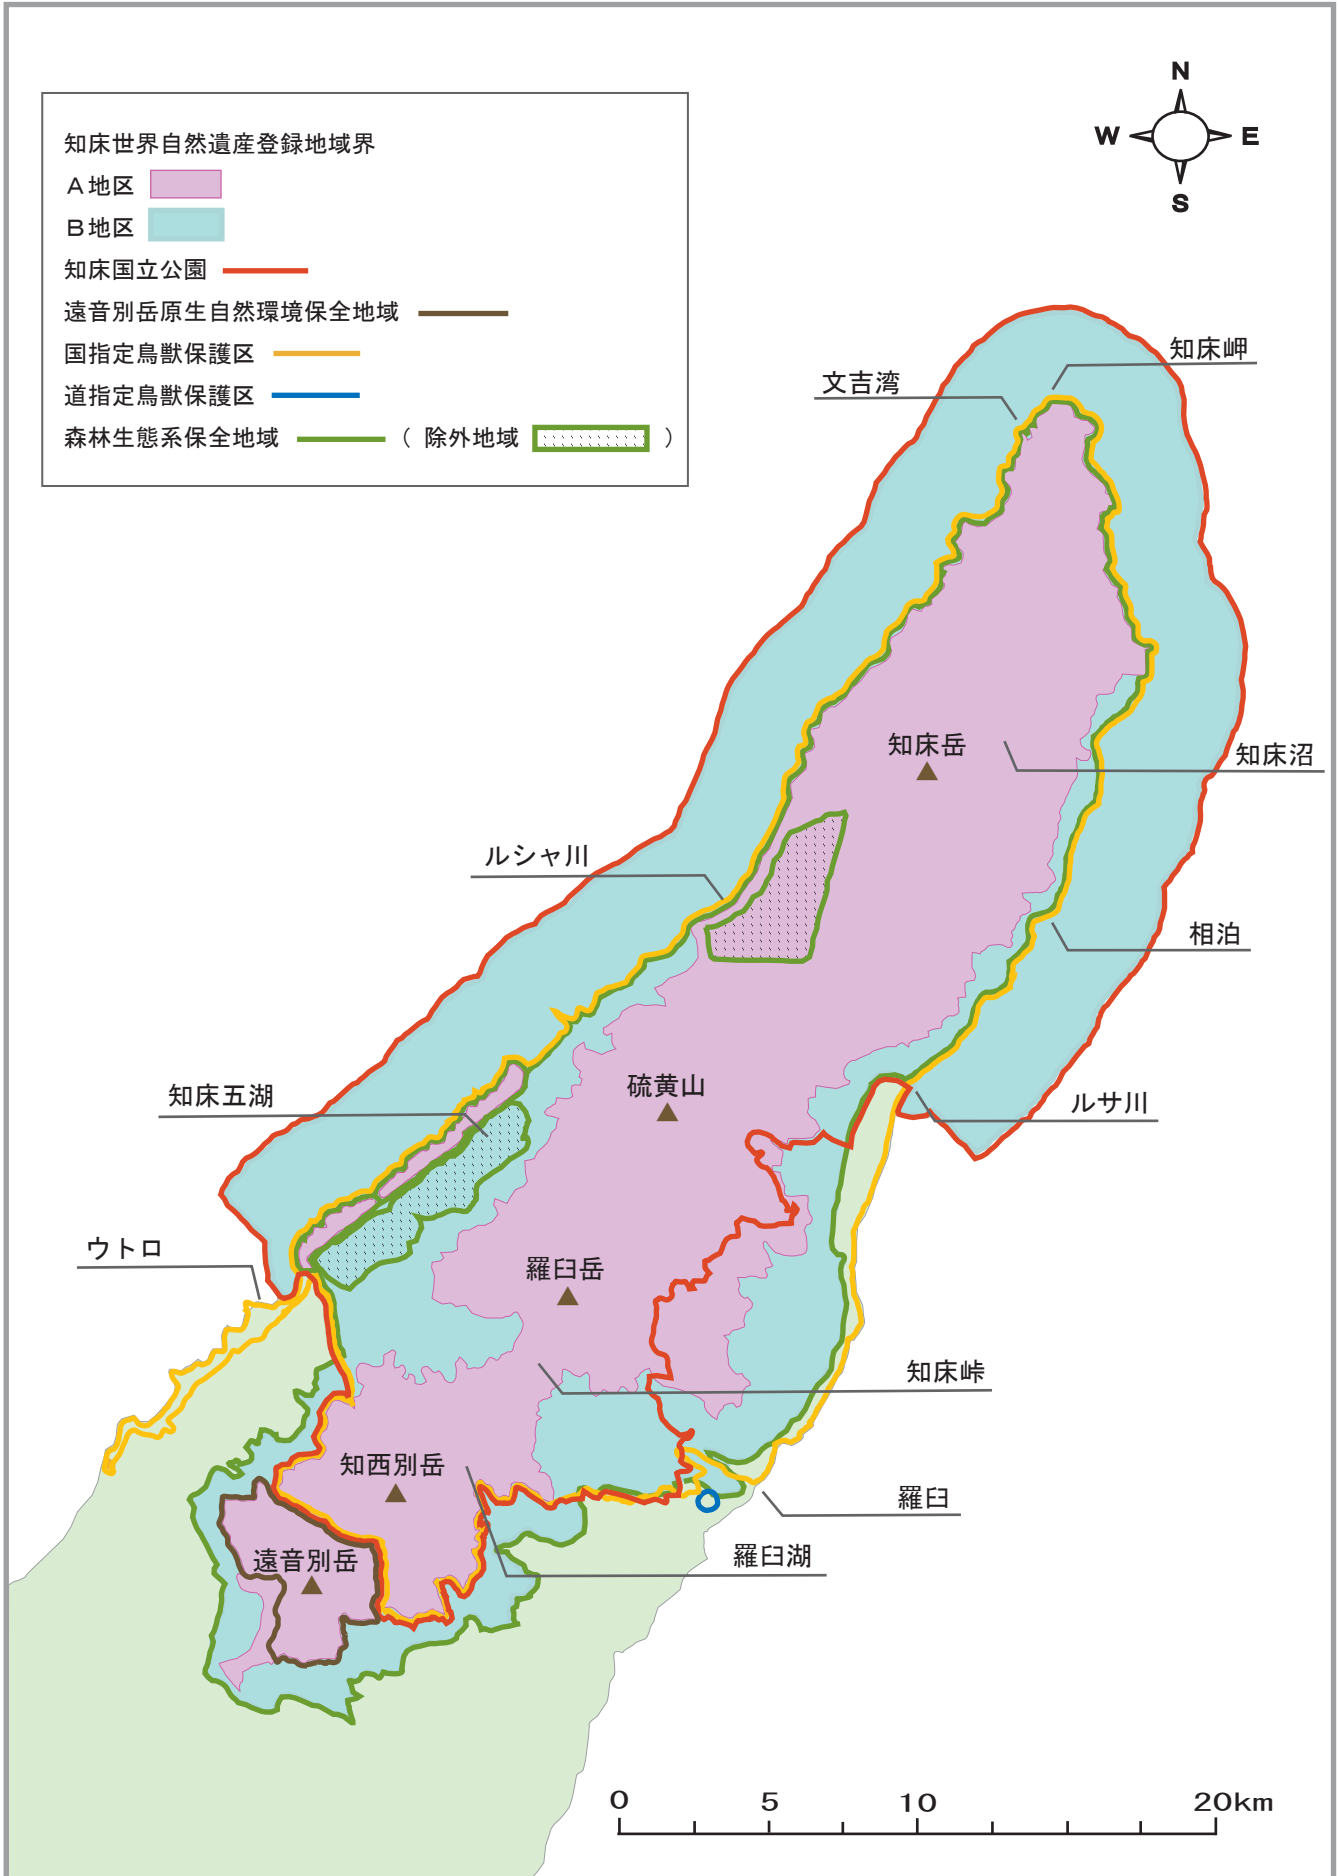 知床世界自然遺産登録地域界
A地区
B地区
知床国立公園
遠音別岳原生自然環境保全地域
国指定鳥獣保護区
道指定鳥獣保護区
森林生態系保全地域 （ 除外地域 ）
N
W E
S
知床岬
文吉湾
知床岳
知床沼
ルシャ川
相泊
硫黄山
知床五湖
ルサ川
ウトロ
羅臼岳
知床峠
知西別岳
羅臼
羅臼湖
遠音別岳
0 5 10 20km